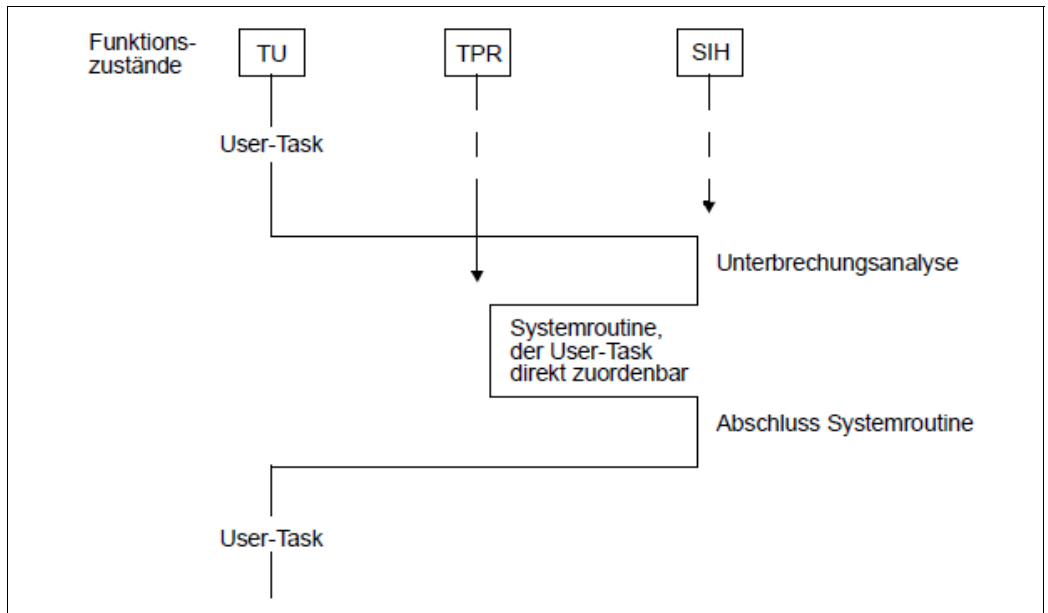 Funktions-
zustände
TU
TPR
SIH
User-Task
Unterbrechungsanalyse
Systemroutine,
der User-Task
direkt zuordenbar
Abschluss Systemroutine
User-Task